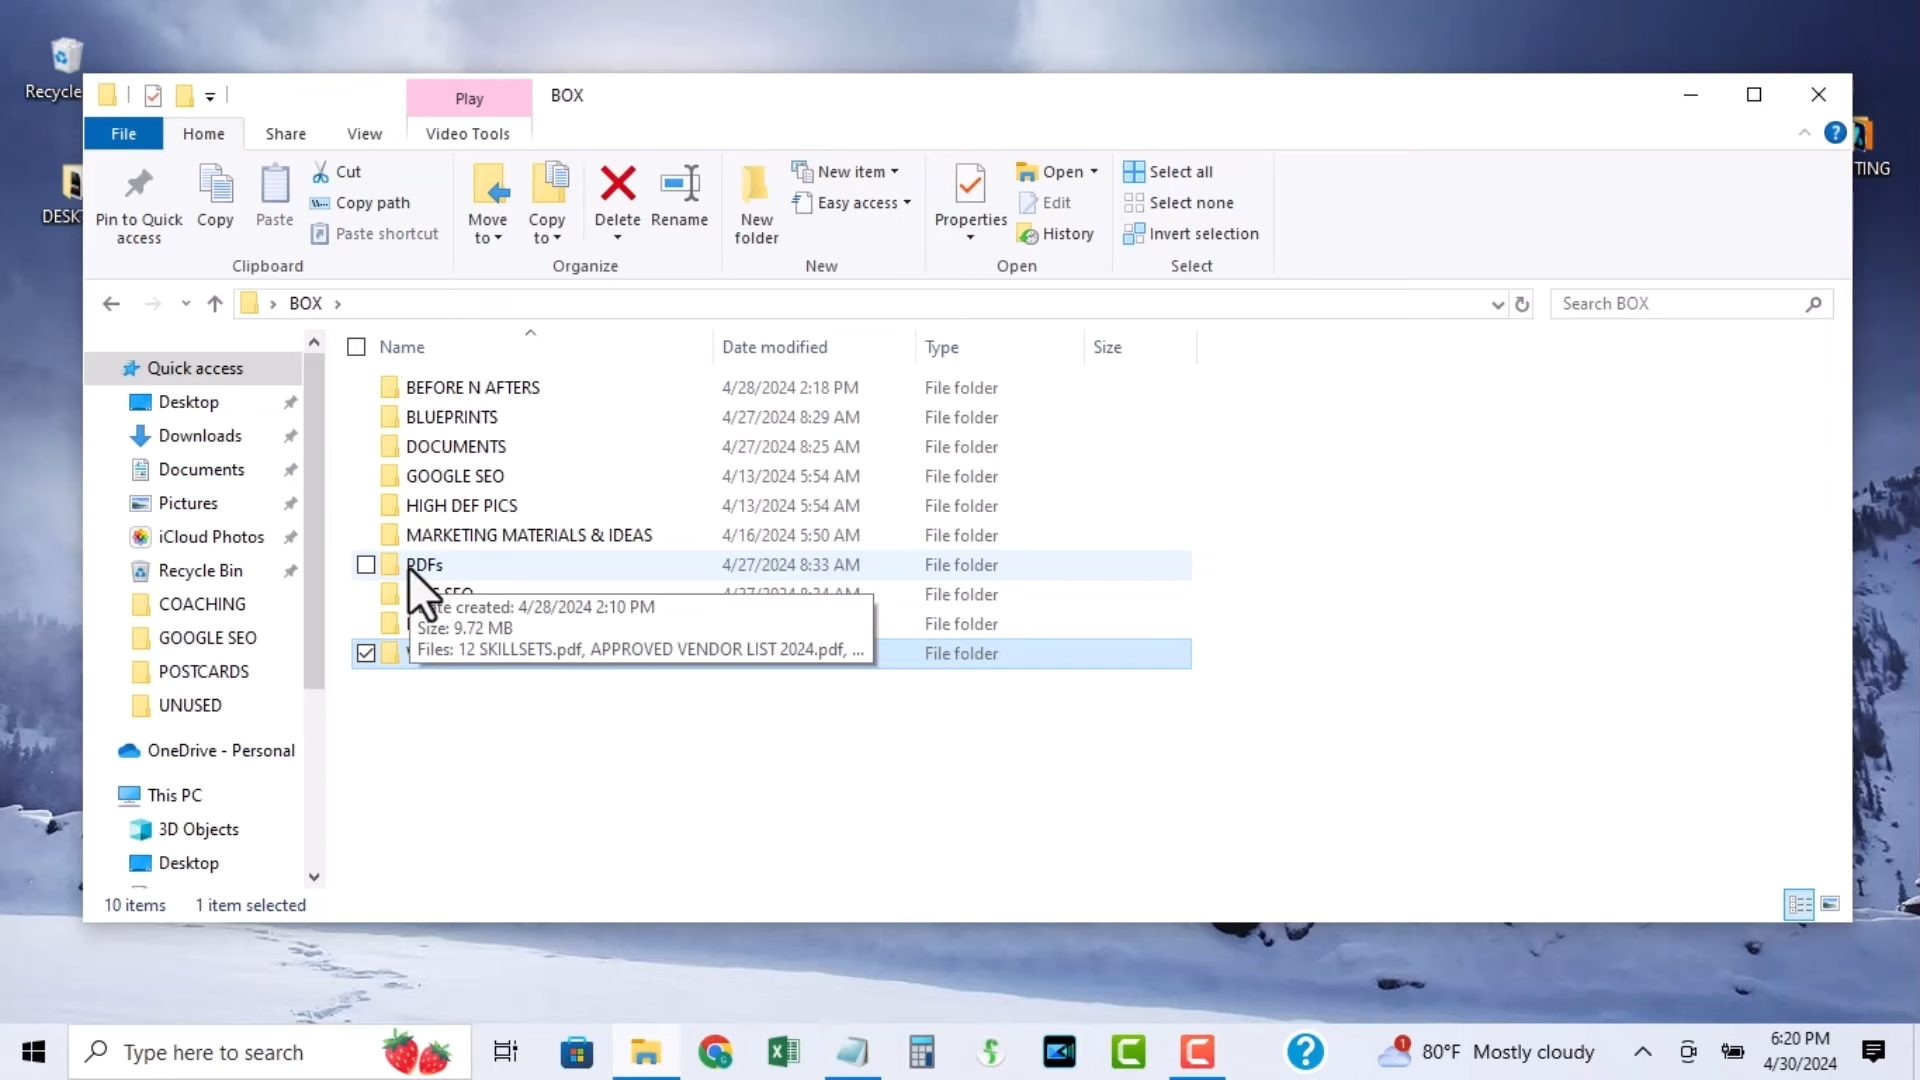 Recycle
DESK
TING
Play
BOX
File
Home
Share
View
Video Tools
Pin to Quick access
Copy
Paste
Cut
Copy path
Paste shortcut
Clipboard
Move to
Copy to
Delete
Rename
Organize
New folder
New item
Easy access
New
Properties
Open
Edit
History
Open
Select all
Select none
Invert selection
Select
BOX
Search BOX
Name
Date modified
Type
Size
Quick access
Desktop
Downloads
Documents
Pictures
iCloud Photos
Recycle Bin
COACHING
GOOGLE SEO
POSTCARDS
UNUSED
OneDrive - Personal
This PC
3D Objects
Desktop
BEFORE N AFTERS 4/28/2024 2:18 PM File folder
BLUEPRINTS 4/27/2024 8:29 AM File folder
DOCUMENTS 4/27/2024 8:25 AM File folder
GOOGLE SEO 4/13/2024 5:54 AM File folder
HIGH DEF PICS 4/13/2024 5:54 AM File folder
MARKETING MATERIALS & IDEAS 4/16/2024 5:50 AM File folder
PDFs 4/27/2024 8:33 AM File folder
SEO 4/27/2024 8:34 AM File folder
File folder
File folder
created: 4/28/2024 2:10 PM
Size: 9.72 MB
Files: 12 SKILLSETS.pdf, APPROVED VENDOR LIST 2024.pdf, ...
10 items 1 item selected
Type here to search
1
80°F Mostly cloudy
6:20 PM
4/30/2024